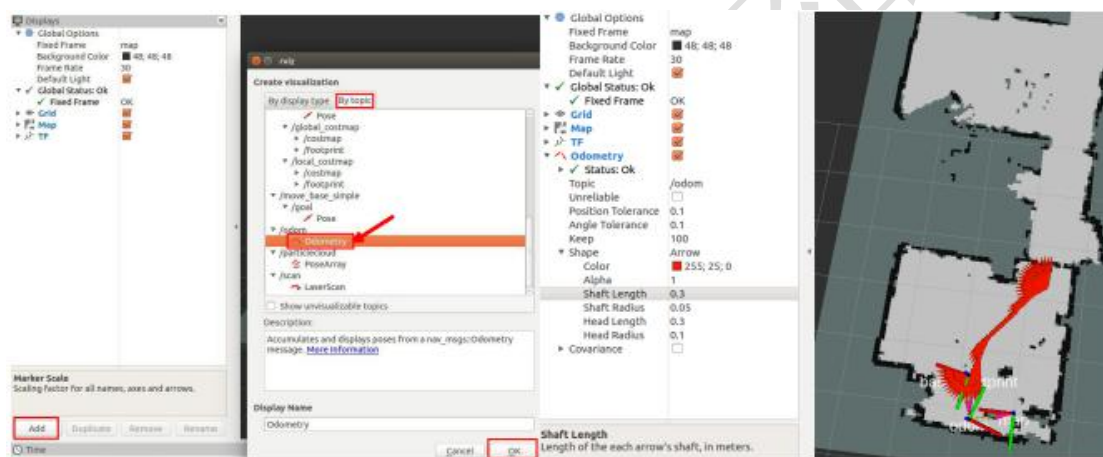 Displays
Global Options
Fixed Frame map
Background Color 48; 48; 48
Frame Rate 30
Default Light
Global Status: Ok
Fixed Frame OK
Grid
Map
TF
Marker Scale
Scaling factor for all names, axes and arrows.
Add Duplicate Remove Rename
Time
rviz
Create visualization
By display type By topic
Pose
/global_costmap
/costmap
/footprint
/local_costmap
/costmap
/footprint
/move_base_simple
/goal
Pose
/odom
Odometry
/particlecloud
PoseArray
/scan
LaserScan
Show unvisualizable topics
Description:
Accumulates and displays poses from a nav_msgs::Odometry
message. More Information
Display Name
Odometry
Cancel OK
Global Options
Fixed Frame map
Background Color 48; 48; 48
Frame Rate 30
Default Light
Global Status: Ok
Fixed Frame OK
Grid
Map
TF
Odometry
Status: Ok
Topic /odom
Unreliable
Position Tolerance 0.1
Angle Tolerance 0.1
Keep 100
Shape Arrow
Color 255; 25; 0
Alpha 1
Shaft Length 0.3
Shaft Radius 0.05
Head Length 0.3
Head Radius 0.1
Covariance
Shaft Length
Length of the each arrow's shaft, in meters.